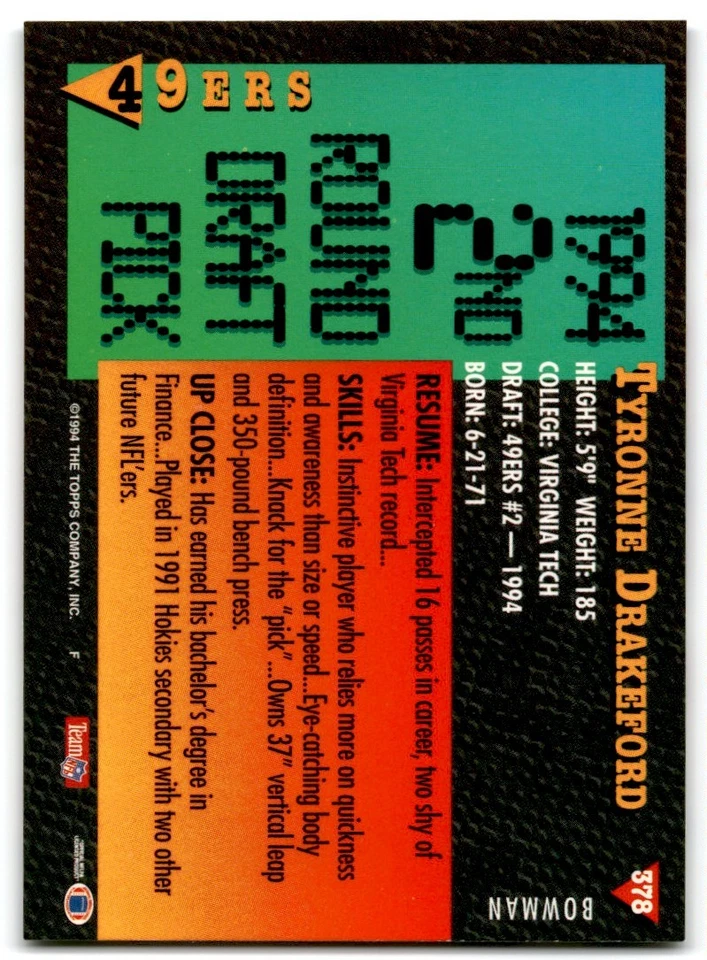 TYRONNE DRAKEFORD
378
BOWMAN
HEIGHT: 5'9" WEIGHT: 185
COLLEGE: VIRGINIA TECH
DRAFT: 49ERS #2 — 1994
BORN: 6-21-71
1994
2ND
ROUND
DRAFT
PICK
49ERS
RESUME: Intercepted 16 passes in career, two shy of
Virginia Tech record...
SKILLS: Instinctive player who relies more on quickness
and awareness than size or speed...Eye-catching body
definition...Knack for the "pick"...Owns 37" vertical leap
and 350-pound bench press.
UP CLOSE: Has earned his bachelor's degree in
Finance...Played in 1991 Hokies secondary with two other
future NFL'ers.
©1994 THE TOPPS COMPANY, INC. F
Team NFL